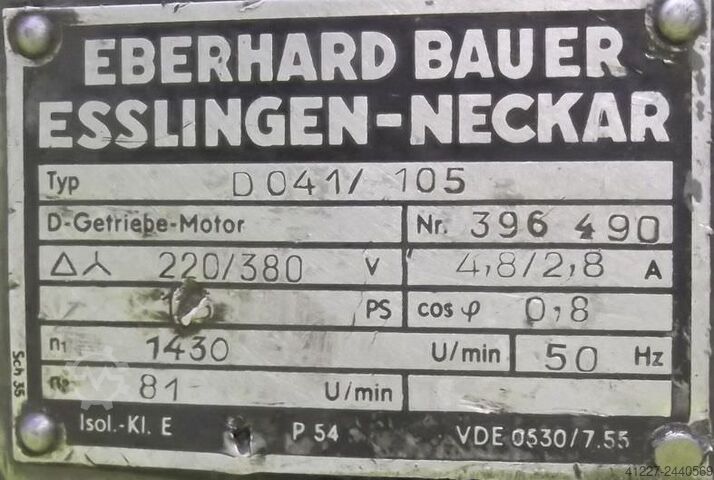 EBERHARD BAUER
ESSLINGEN-NECKAR
Typ D 041/ 105
D-Getriebe-Motor Nr. 396 490
220/380 V 4,8/2,8 A
PS cos φ 0,8
n₁ 1430 U/min 50 Hz
n₂ 81 U/min
Isol.-Kl. E P 54 VDE 0530/7.55
Sch 35
41227-2440569